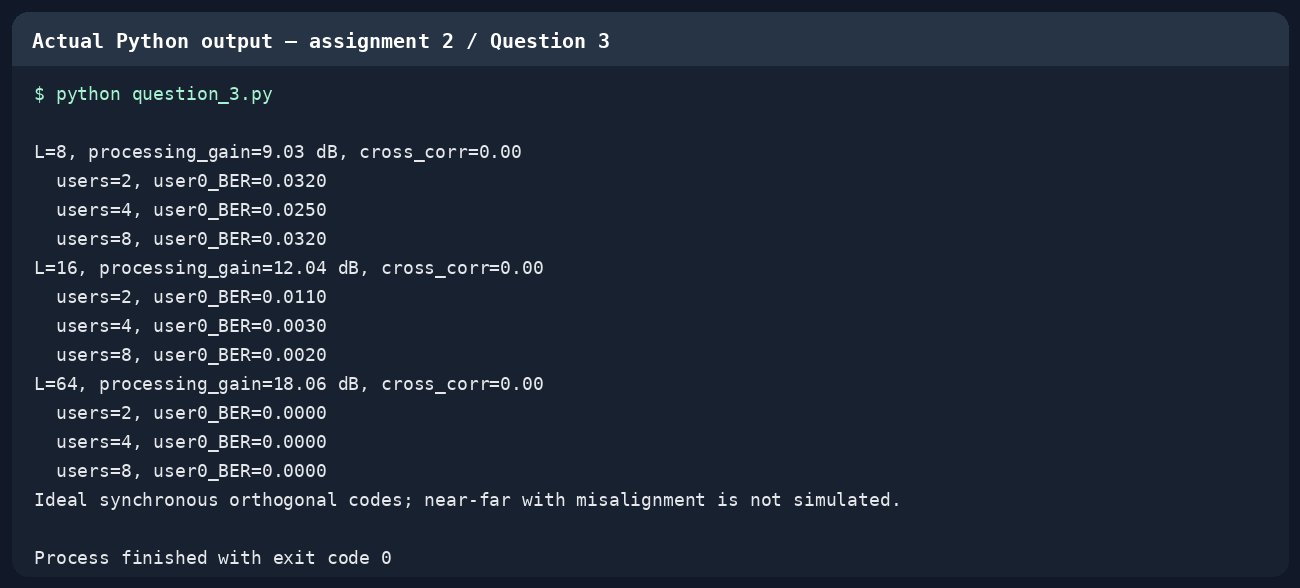 Actual Python output — assignment 2 / Question 3
$ python question_3.py
L=8, processing_gain=9.03 dB, cross_corr=0.00
  users=2, user0_BER=0.0320
  users=4, user0_BER=0.0250
  users=8, user0_BER=0.0320
L=16, processing_gain=12.04 dB, cross_corr=0.00
  users=2, user0_BER=0.0110
  users=4, user0_BER=0.0030
  users=8, user0_BER=0.0020
L=64, processing_gain=18.06 dB, cross_corr=0.00
  users=2, user0_BER=0.0000
  users=4, user0_BER=0.0000
  users=8, user0_BER=0.0000
Ideal synchronous orthogonal codes; near-far with misalignment is not simulated.
Process finished with exit code 0